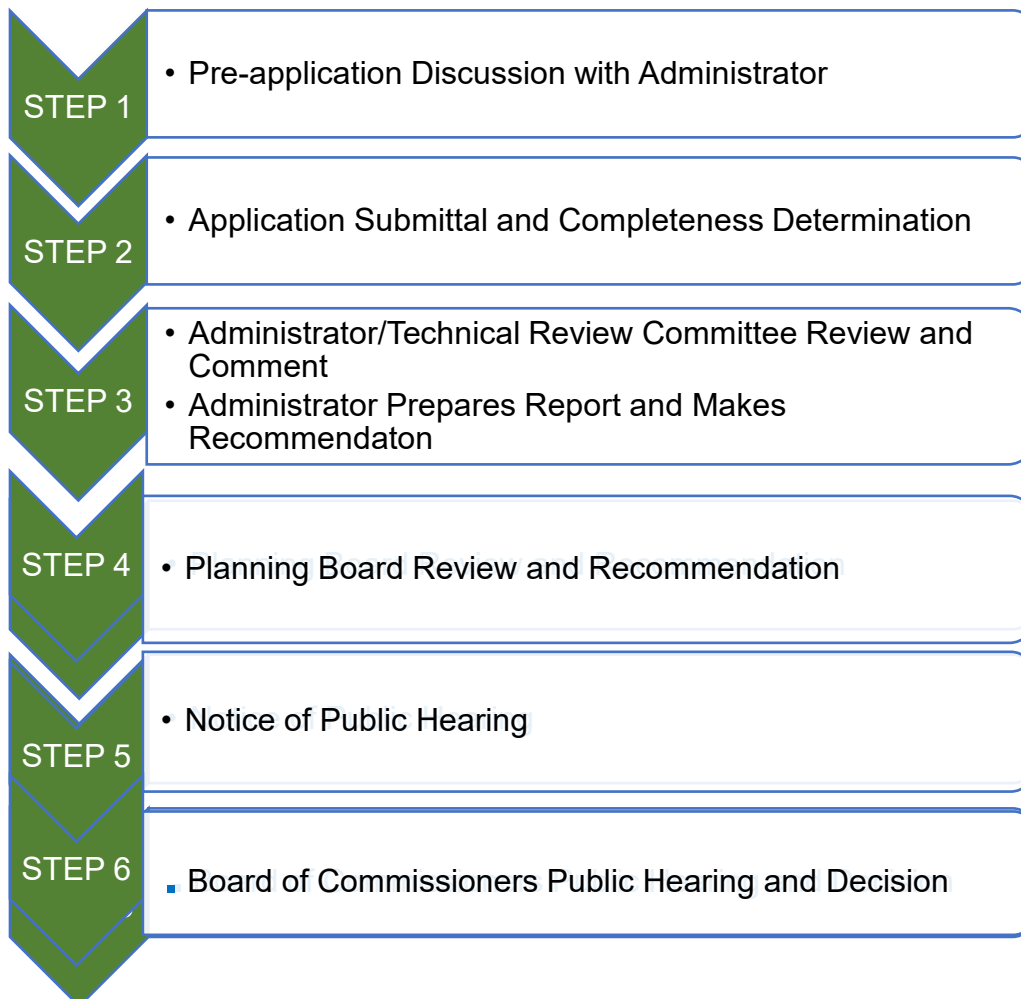 STEP 1
• Pre-application Discussion with Administrator
STEP 2
• Application Submittal and Completeness Determination
STEP 3
• Administrator/Technical Review Committee Review and
Comment
• Administrator Prepares Report and Makes
Recommendaton
STEP 4
• Planning Board Review and Recommendation
STEP 5
• Notice of Public Hearing
STEP 6
▪ Board of Commissioners Public Hearing and Decision